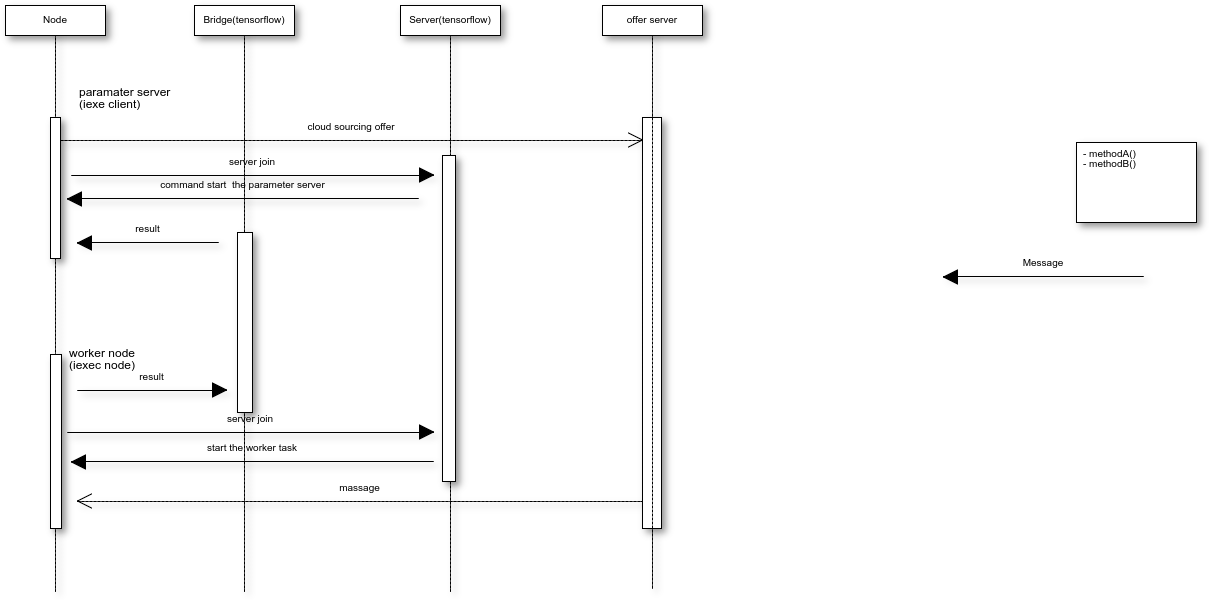 Node
Bridge(tensorflow)
Server(tensorflow)
offer server
paramater server
(iexe client)
cloud sourcing offer
server join
command start  the parameter server
result
- methodA()
- methodB()
Message
worker node
(iexec node)
result
server join
start the worker task
massage